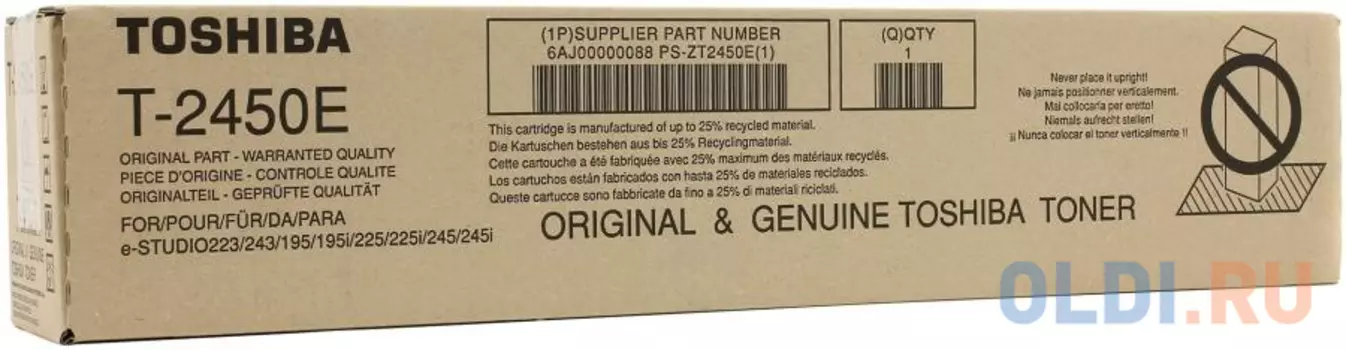 TOSHIBA
T-2450E
ORIGINAL PART - WARRANTED QUALITY
PIECE D'ORIGINE - CONTROLE QUALITE
ORIGINALTEIL - GEPRÜFTE QUALITÄT
FOR/POUR/FÜR/DA/PARA
e-STUDIO223/243/195/195i/225/225i/245/245i
(1P)SUPPLIER PART NUMBER
6AJ00000088 PS-ZT2450E(1)
(Q)QTY
1
This cartridge is manufactured of up to 25% recycled material.
Die Kartuschen bestehen aus bis 25% Recyclingmaterial.
Cette cartouche a été fabriquée avec 25% maximum des matériaux recyclés.
Los cartuchos están fabricados con hasta 25% de materiales reciclados.
Queste cartucce sono fabbricate da fino a 25% di materiali riciclati.
ORIGINAL & GENUINE TOSHIBA TONER
Never place it upright!
Ne jamais positionner verticalement.
Mai collocarla per eretto!
Niemals aufrecht stellen!
¡¡ Nunca colocar el toner verticalmente !!
OLDI.RU